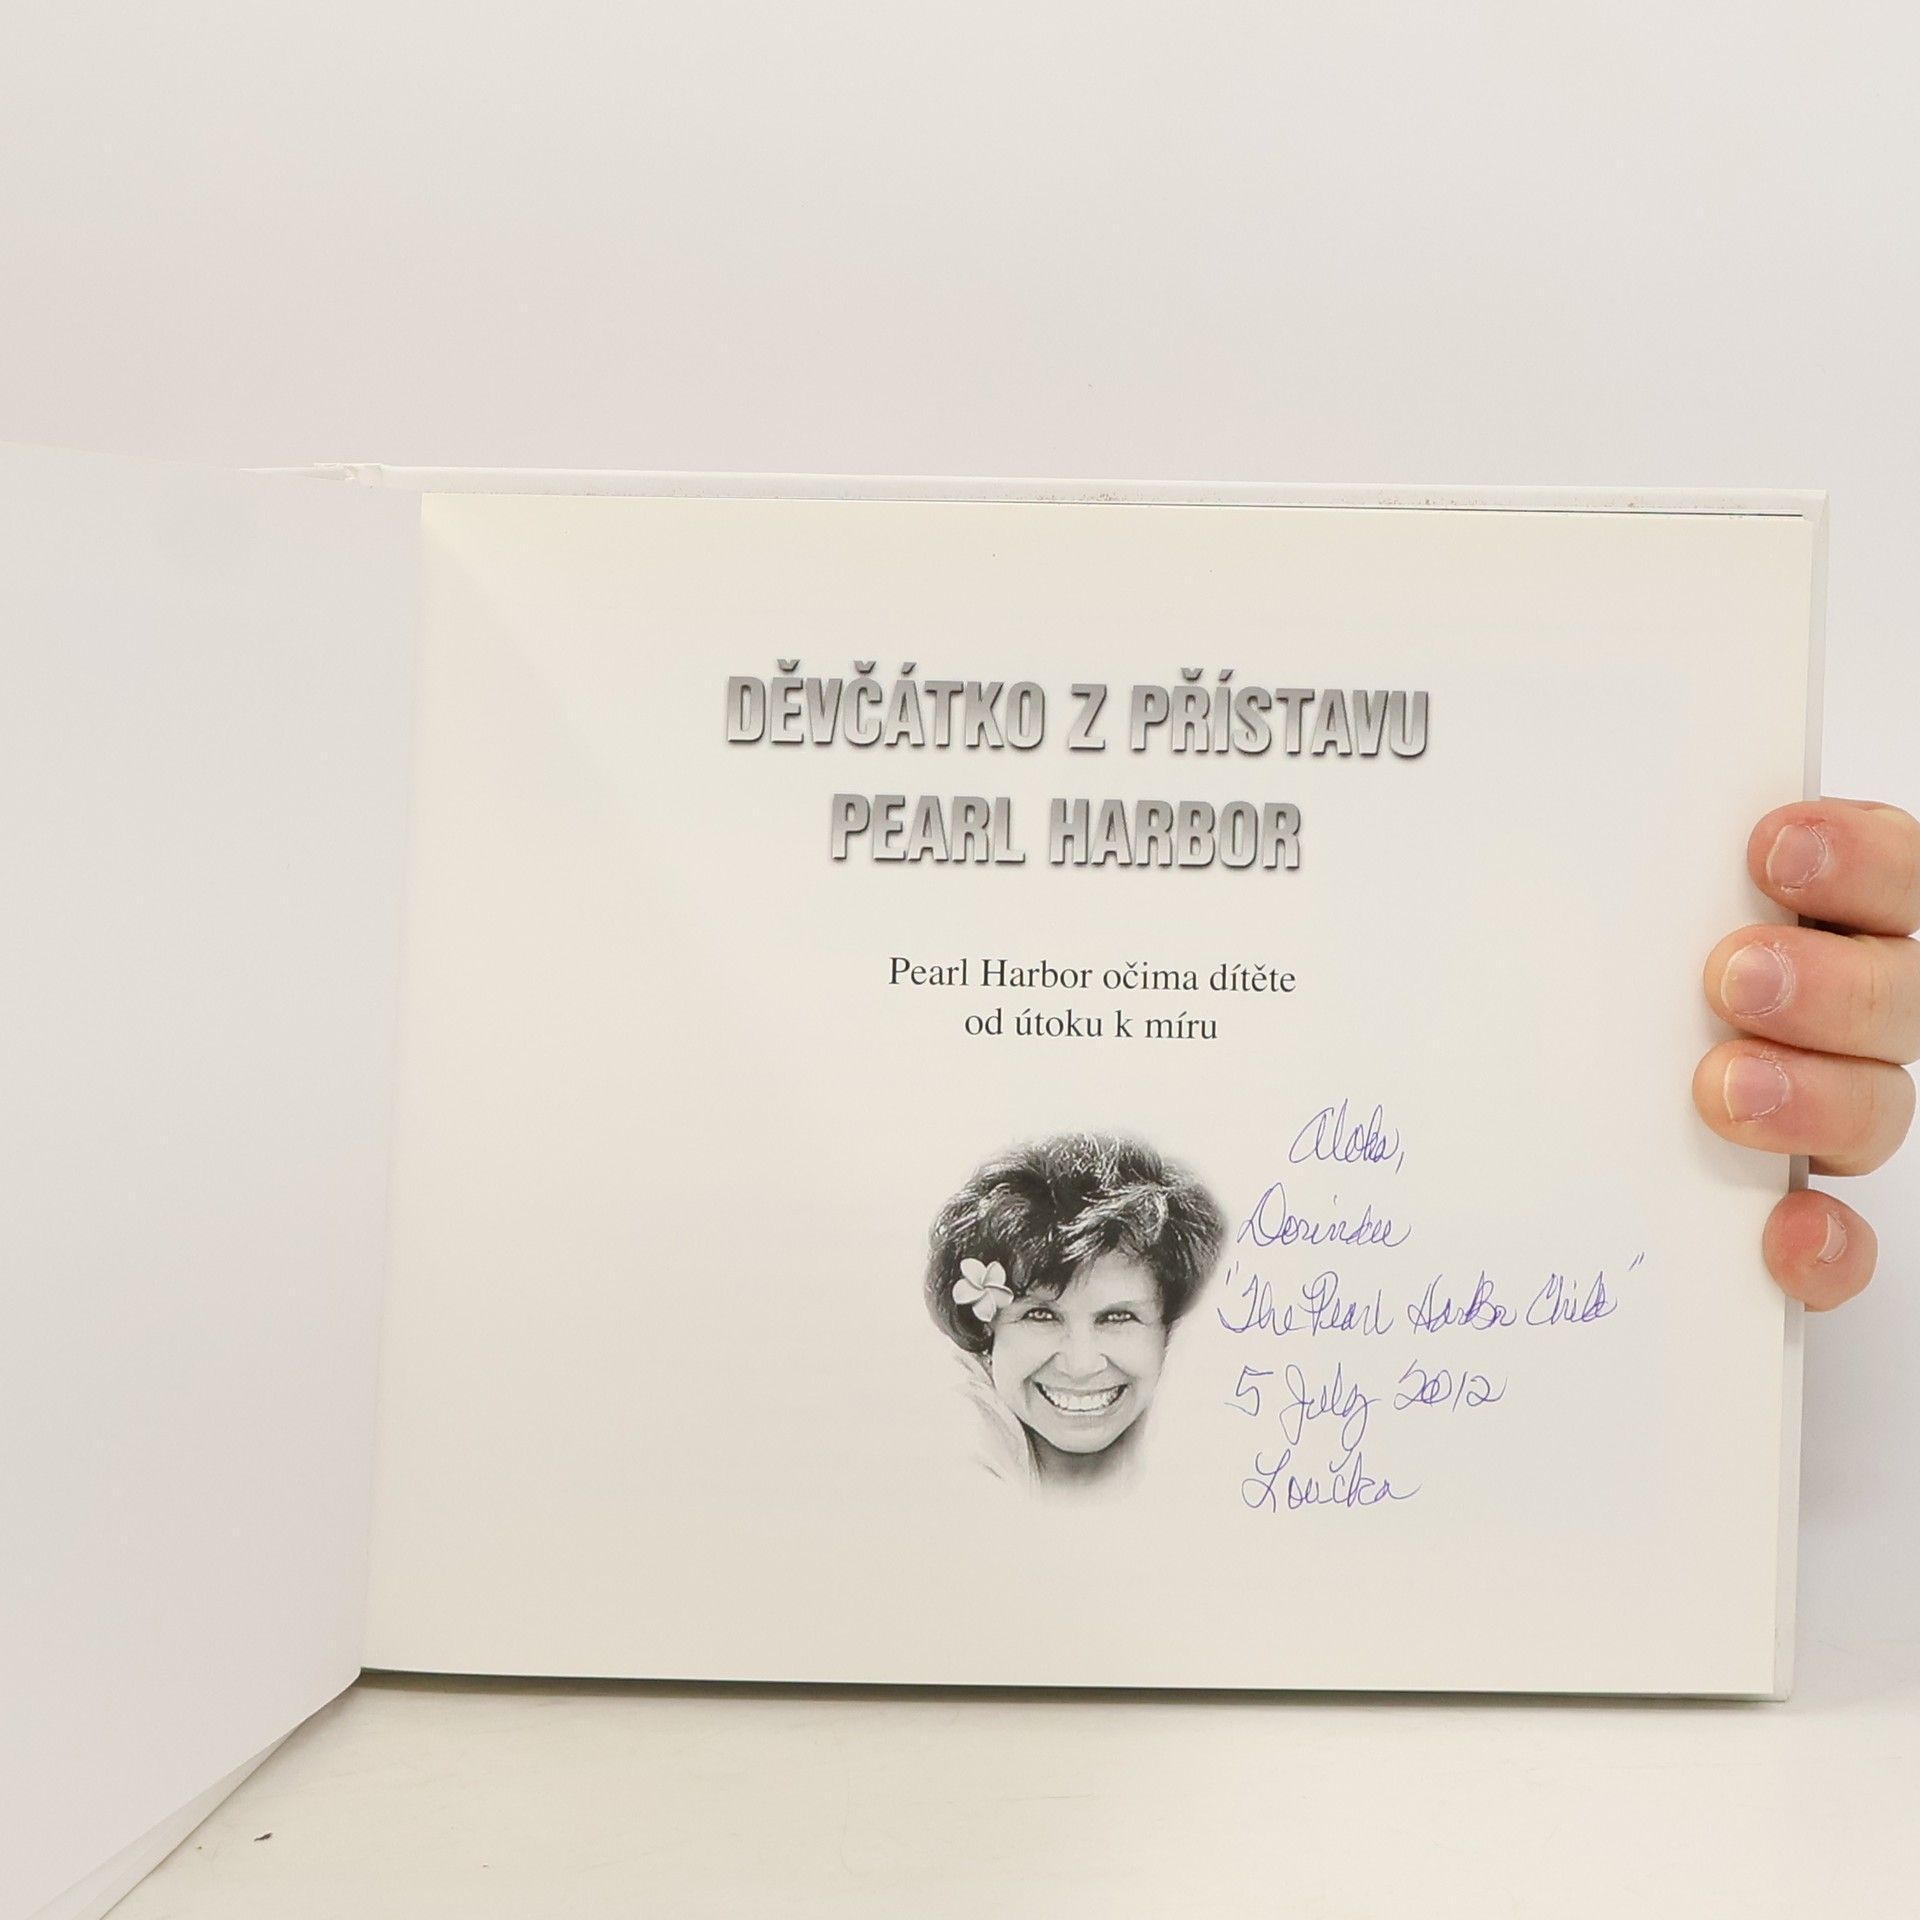 DĚVČÁTKO Z PŘÍSTAVU
PEARL HARBOR
Pearl Harbor očima dítěte
od útoku k míru
Aloha,
Dorinda
"The Pearl Harbor Child"
5 July 2012
Loučka